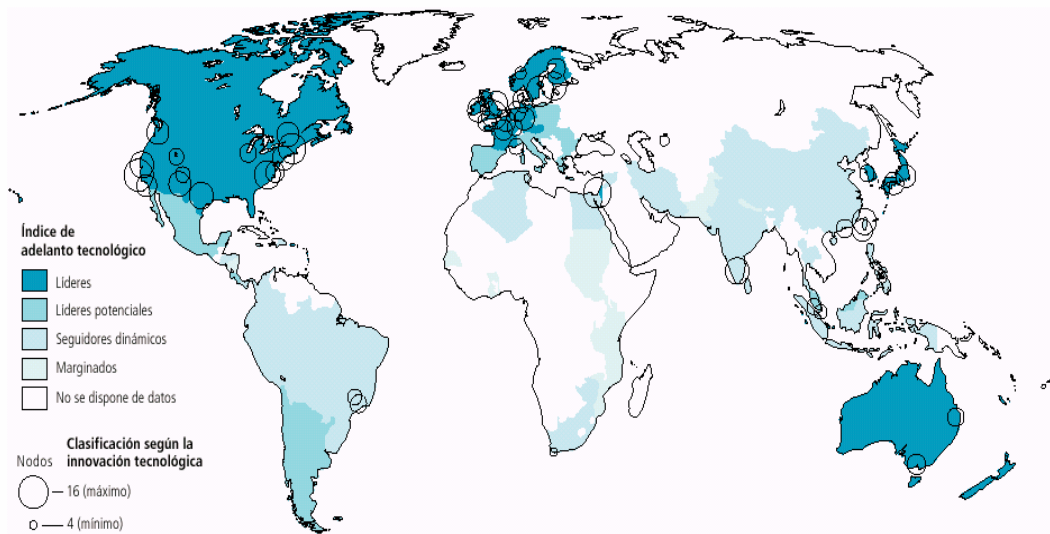 Índice de
adelanto tecnológico
Líderes
Líderes potenciales
Seguidores dinámicos
Marginados
No se dispone de datos
Clasificación según la
Nodos innovación tecnológica
16 (máximo)
4 (mínimo)